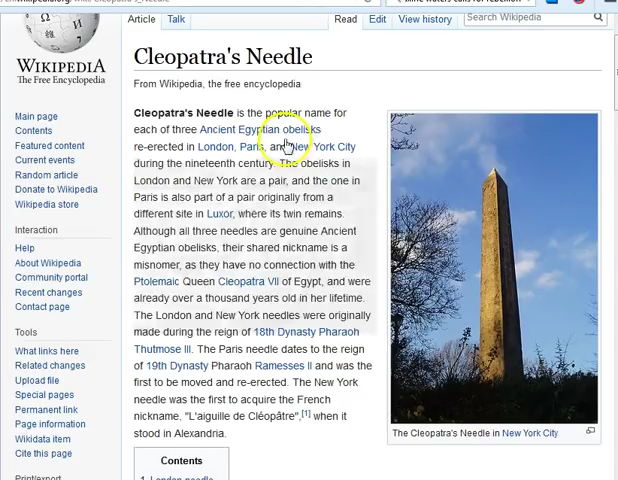 Article Talk Read Edit View history Search Wikipedia
WIKIPEDIA
The Free Encyclopedia
Main page
Contents
Featured content
Current events
Random article
Donate to Wikipedia
Wikipedia store
Interaction
Help
About Wikipedia
Community portal
Recent changes
Contact page
Tools
What links here
Related changes
Upload file
Special pages
Permanent link
Page information
Wikidata item
Cite this page
Print/export
Cleopatra's Needle
From Wikipedia, the free encyclopedia
Cleopatra's Needle is the popular name for
each of three Ancient Egyptian obelisks
re-erected in London, Paris, and New York City
during the nineteenth century. The obelisks in
London and New York are a pair, and the one in
Paris is also part of a pair originally from a
different site in Luxor, where its twin remains.
Although all three needles are genuine Ancient
Egyptian obelisks, their shared nickname is a
misnomer, as they have no connection with the
Ptolemaic Queen Cleopatra VII of Egypt, and were
already over a thousand years old in her lifetime.
The London and New York needles were originally
made during the reign of 18th Dynasty Pharaoh
Thutmose III. The Paris needle dates to the reign
of 19th Dynasty Pharaoh Ramesses II and was the
first to be moved and re-erected. The New York
needle was the first to acquire the French
nickname, "L'aiguille de Cléopâtre",[1] when it
stood in Alexandria.
The Cleopatra's Needle in New York City
Contents
1 London needle